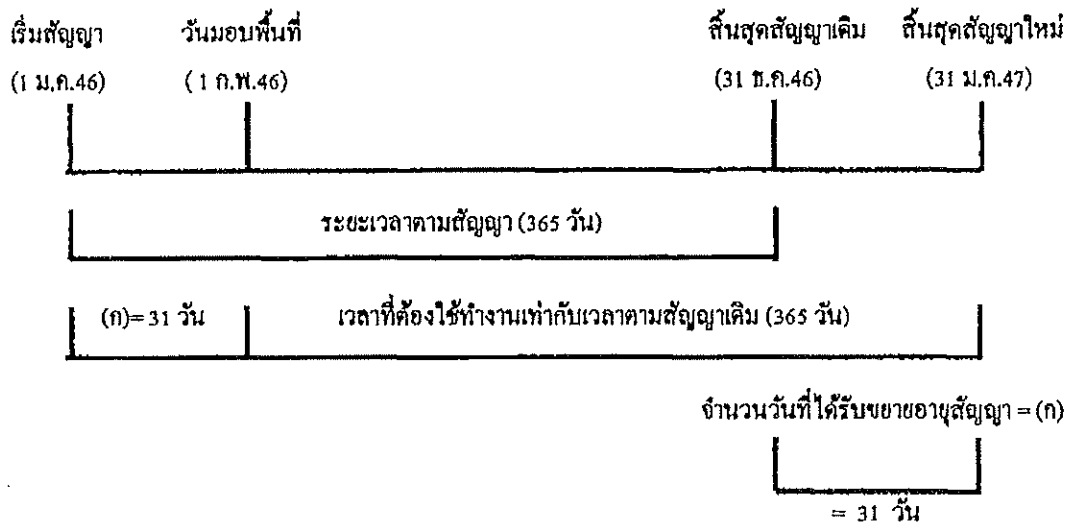 เริ่มสัญญา วันมอบพื้นที่ สิ้นสุดสัญญาเดิม สิ้นสุดสัญญาใหม่
(1 ม.ค.46) ( 1 ก.พ.46) (31 ธ.ค.46) (31 ม.ค.47)
ระยะเวลาตามสัญญา (365 วัน)
(ก)= 31 วัน เวลาที่ต้องใช้ทำงานเท่ากับเวลาตามสัญญาเดิม (365 วัน)
จำนวนวันที่ได้รับขยายอายุสัญญา = (ก)
= 31 วัน